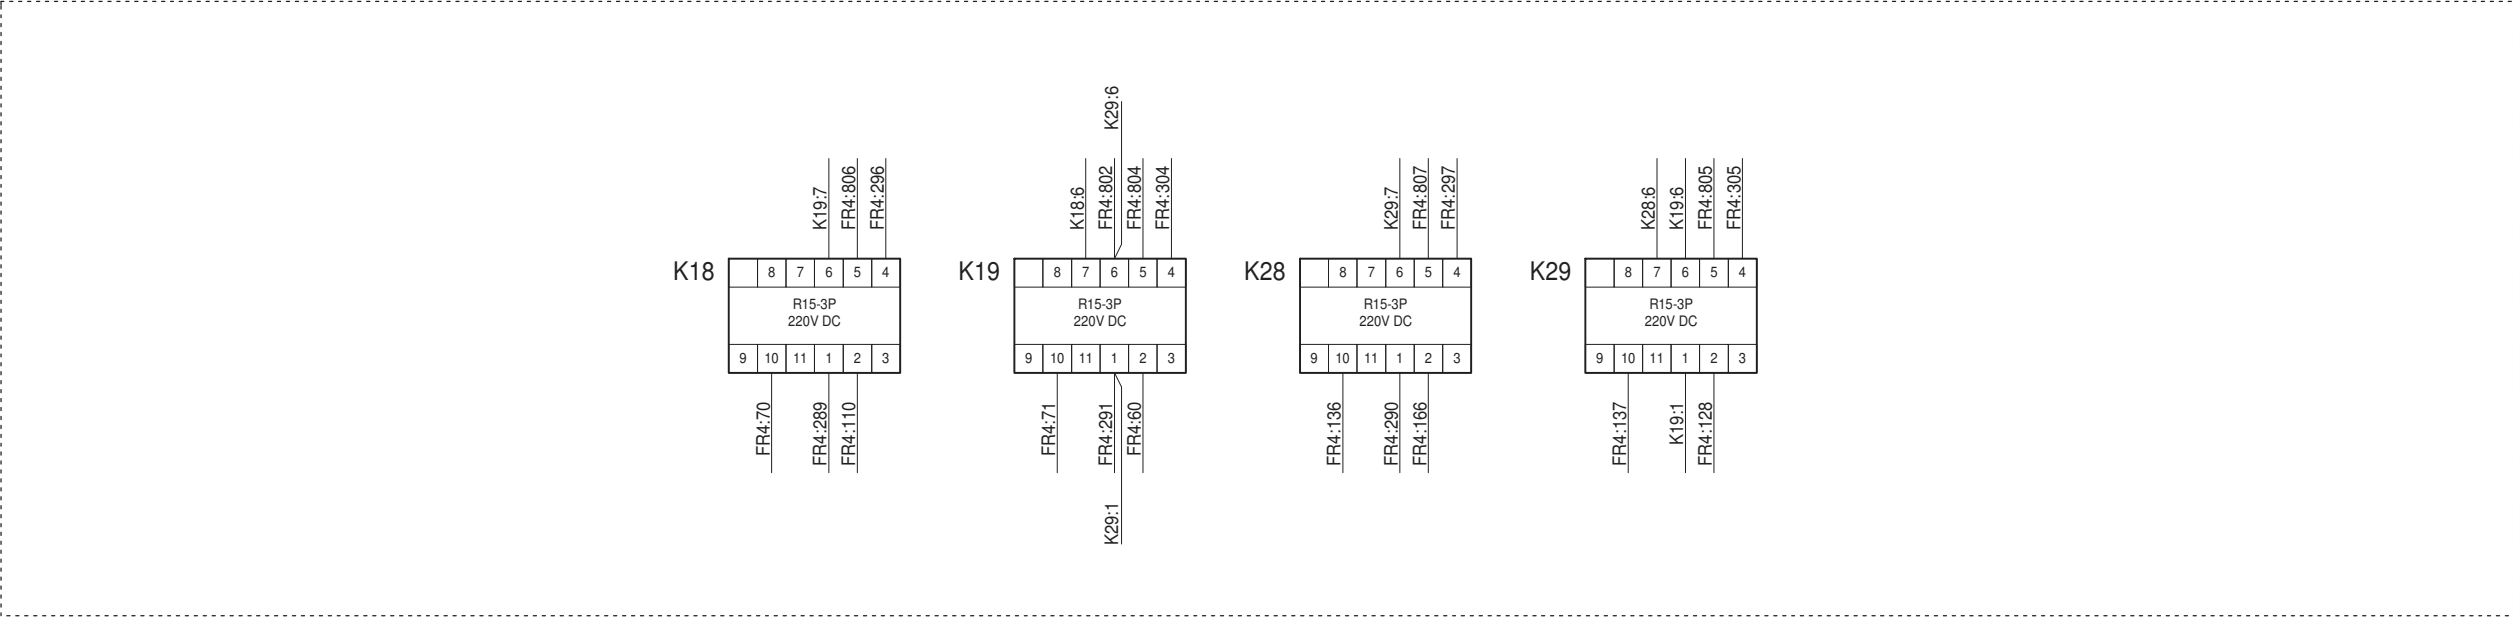 K29:6
K19:7
FR4:806
FR4:296
K18:6
FR4:802
FR4:804
FR4:304
K29:7
FR4:807
FR4:297
K28:6
K19:6
FR4:805
FR4:305
K18
8 7 6 5 4
R15-3P
220V DC
9 10 11 1 2 3
K19
8 7 6 5 4
R15-3P
220V DC
9 10 11 1 2 3
K28
8 7 6 5 4
R15-3P
220V DC
9 10 11 1 2 3
K29
8 7 6 5 4
R15-3P
220V DC
9 10 11 1 2 3
FR4:70
FR4:289
FR4:110
FR4:71
FR4:291
FR4:60
FR4:136
FR4:290
FR4:166
FR4:137
K19:1
FR4:128
K29:1